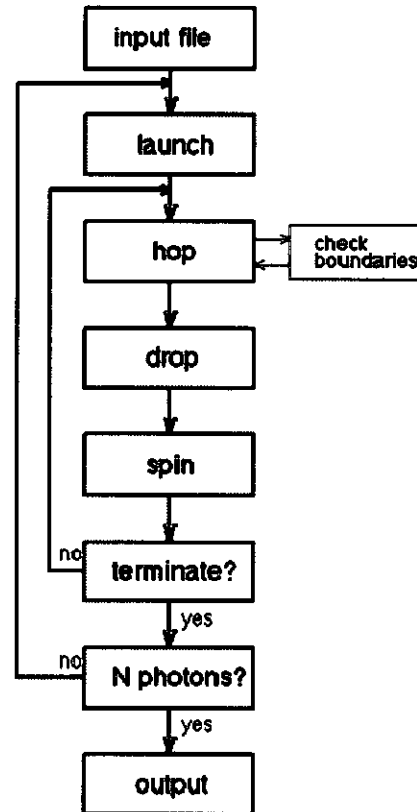 input file
launch
hop
check
boundaries
drop
spin
no
terminate?
yes
no
N photons?
yes
output